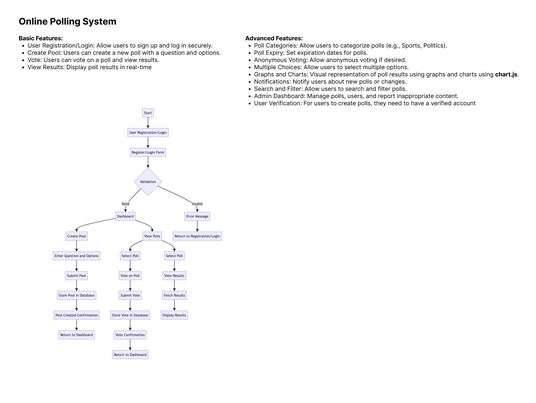 Online Polling System
Basic Features:
User Registration/Login: Allow users to sign up and log in securely.
Create Pool: Users can create a new poll with a question and options.
Vote: Users can vote on a poll and view results.
View Results: Display poll results in real-time
Advanced Features:
Poll Categories: Allow users to categorize polls (e.g., Sports, Politics).
Poll Expiry: Set expiration dates for polls.
Anonymous Voting: Allow anonymous voting if desired.
Multiple Choices: Allow users to select multiple options.
Graphs and Charts: Visual representation of poll results using graphs and charts using chart.js.
Notifications: Notify users about new polls or changes.
Search and Filter: Allow users to search and filter polls.
Admin Dashboard: Manage polls, users, and report inappropriate content.
User Verification: For users to create polls, they need to have a verified account
Start
User Registration/Login
Register/Login Form
Validation
Valid
Invalid
Dashboard
Error Message
Create Pool
View Polls
Return to Registration/Login
Enter Question and Options
Select Poll
Select Poll
Submit Pool
Vote on Poll
View Results
Store Pool in Database
Submit Vote
Fetch Results
Pool Created Confirmation
Store Vote in Database
Display Results
Return to Dashboard
Vote Confirmation
Return to Dashboard